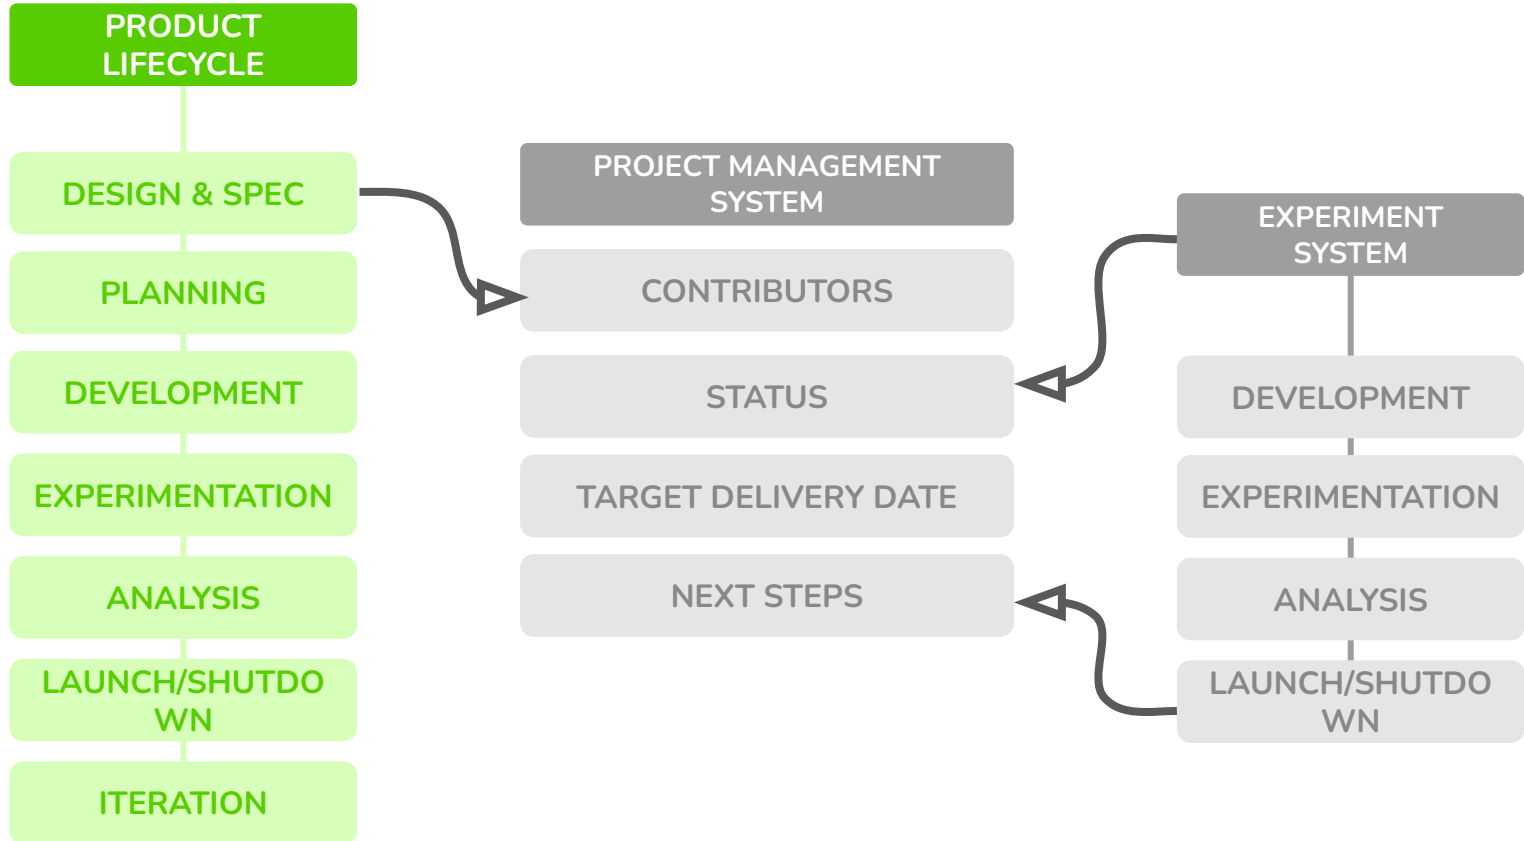 PRODUCT
LIFECYCLE
DESIGN & SPEC
PLANNING
DEVELOPMENT
EXPERIMENTATION
ANALYSIS
LAUNCH/SHUTDO
WN
ITERATION
PROJECT MANAGEMENT
SYSTEM
CONTRIBUTORS
STATUS
TARGET DELIVERY DATE
NEXT STEPS
EXPERIMENT
SYSTEM
DEVELOPMENT
EXPERIMENTATION
ANALYSIS
LAUNCH/SHUTDO
WN